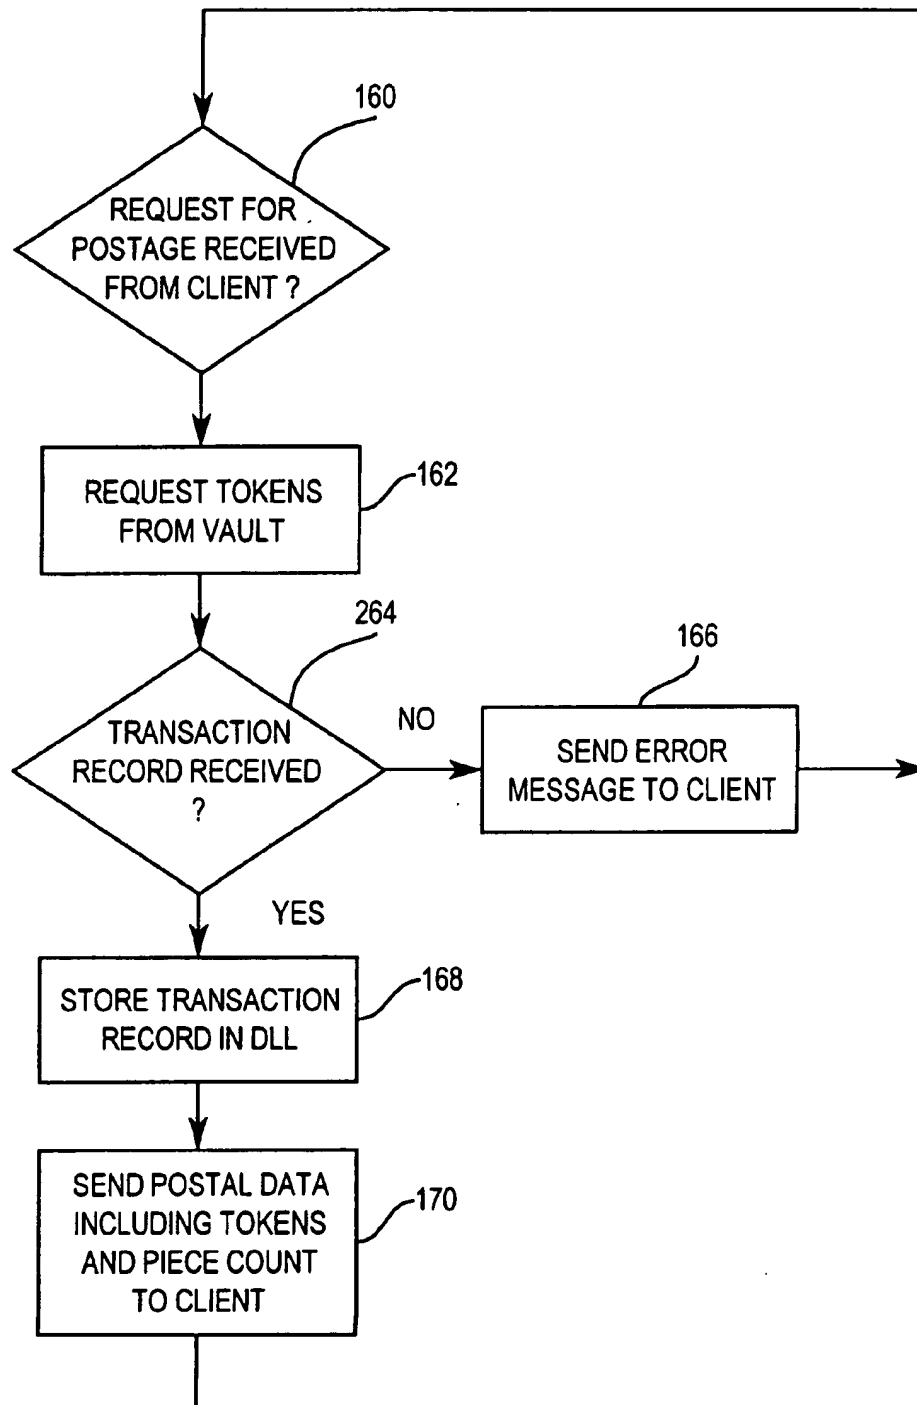 160
REQUEST FOR
POSTAGE RECEIVED
FROM CLIENT ?
REQUEST TOKENS
FROM VAULT
162
264
TRANSACTION
RECORD RECEIVED
?
NO
166
SEND ERROR
MESSAGE TO CLIENT
YES
STORE TRANSACTION
RECORD IN DLL
168
SEND POSTAL DATA
INCLUDING TOKENS
AND PIECE COUNT
TO CLIENT
170